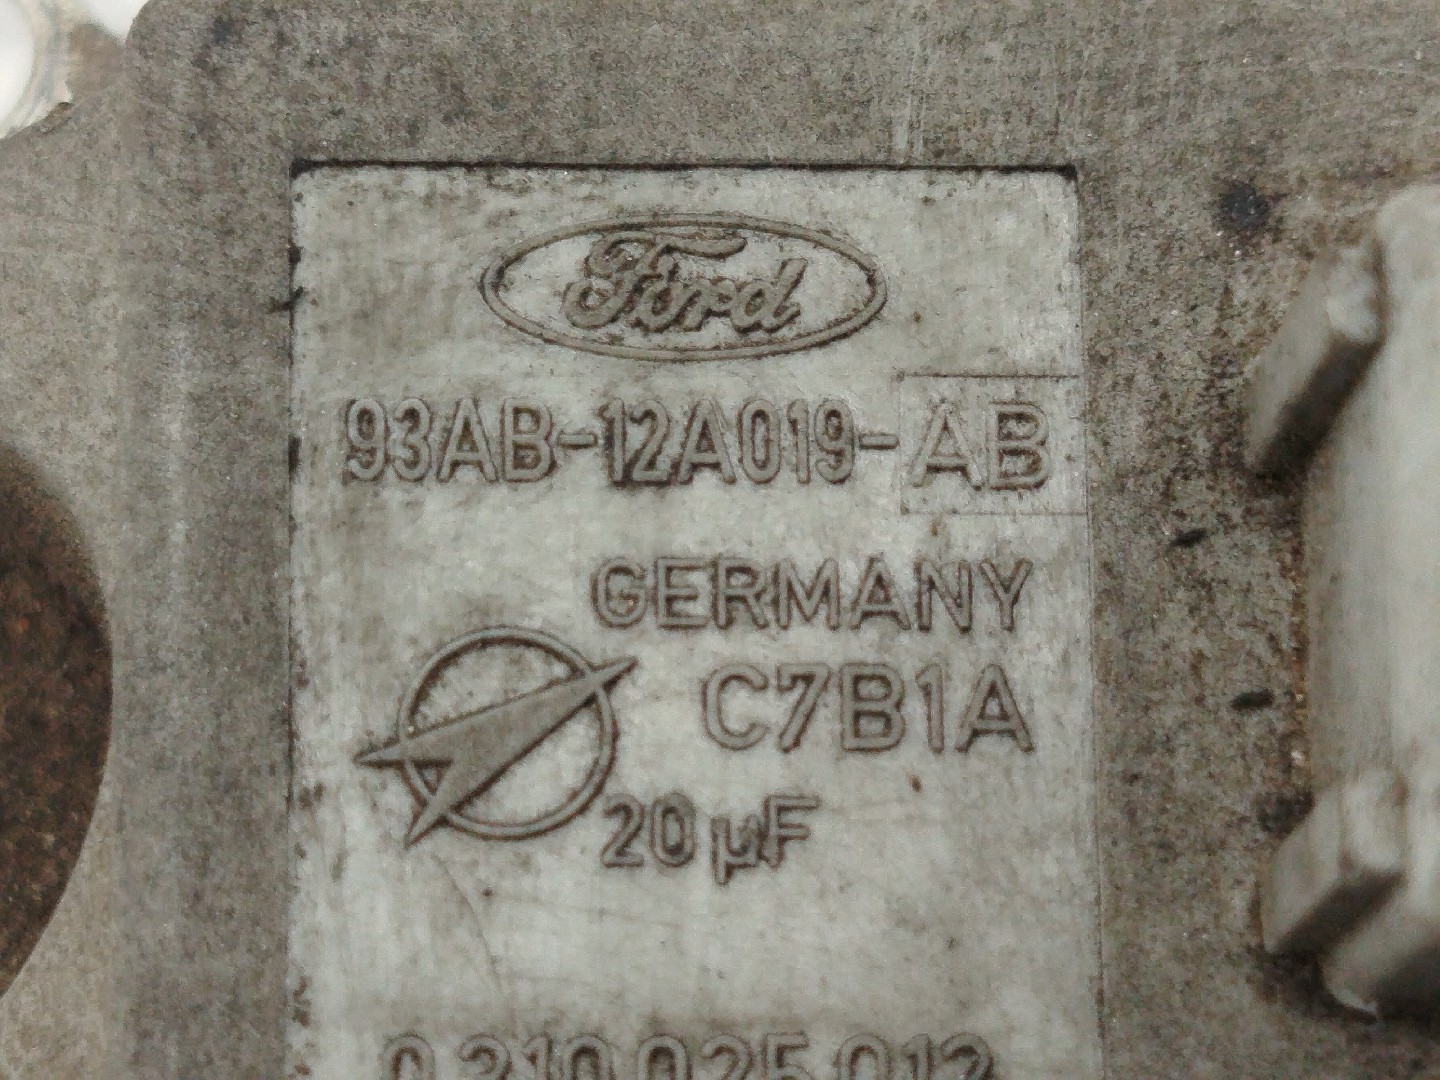 Ford
93AB-12A019-AB
GERMANY
C7B1A
20 µF